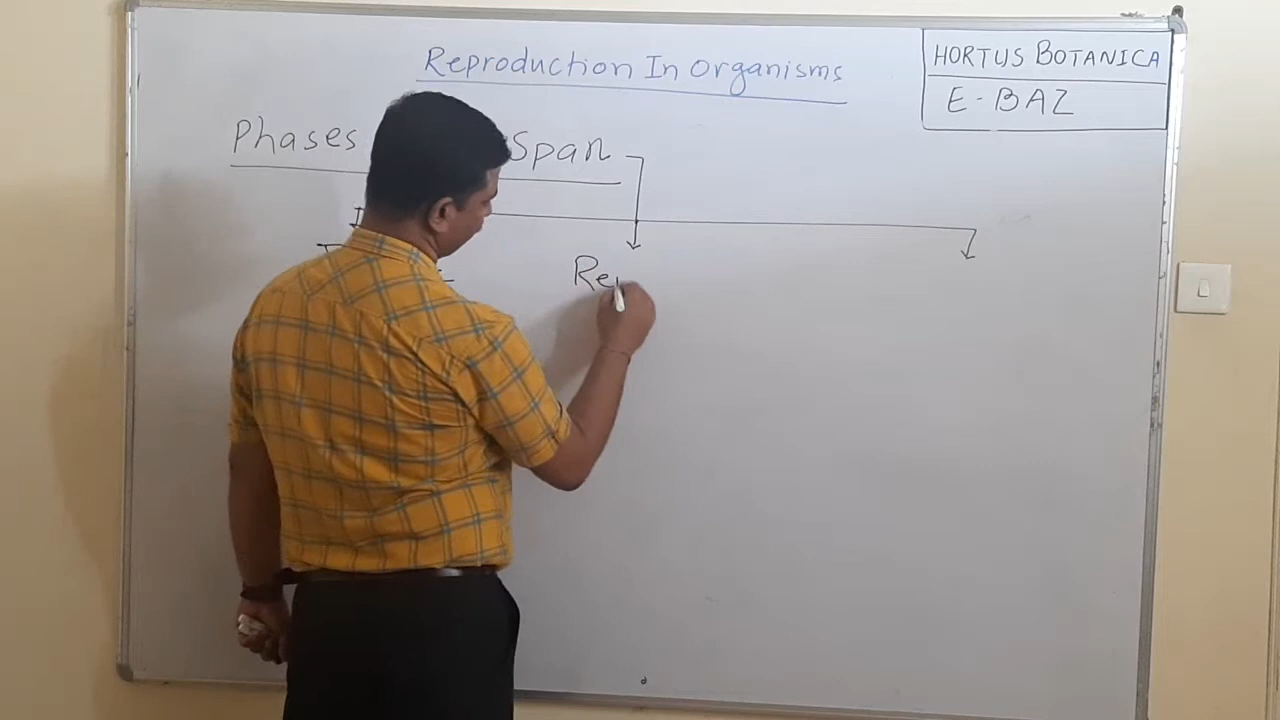 Reproduction In Organisms
HORTUS BOTANICA
E-BAZ
Phases Span
Re